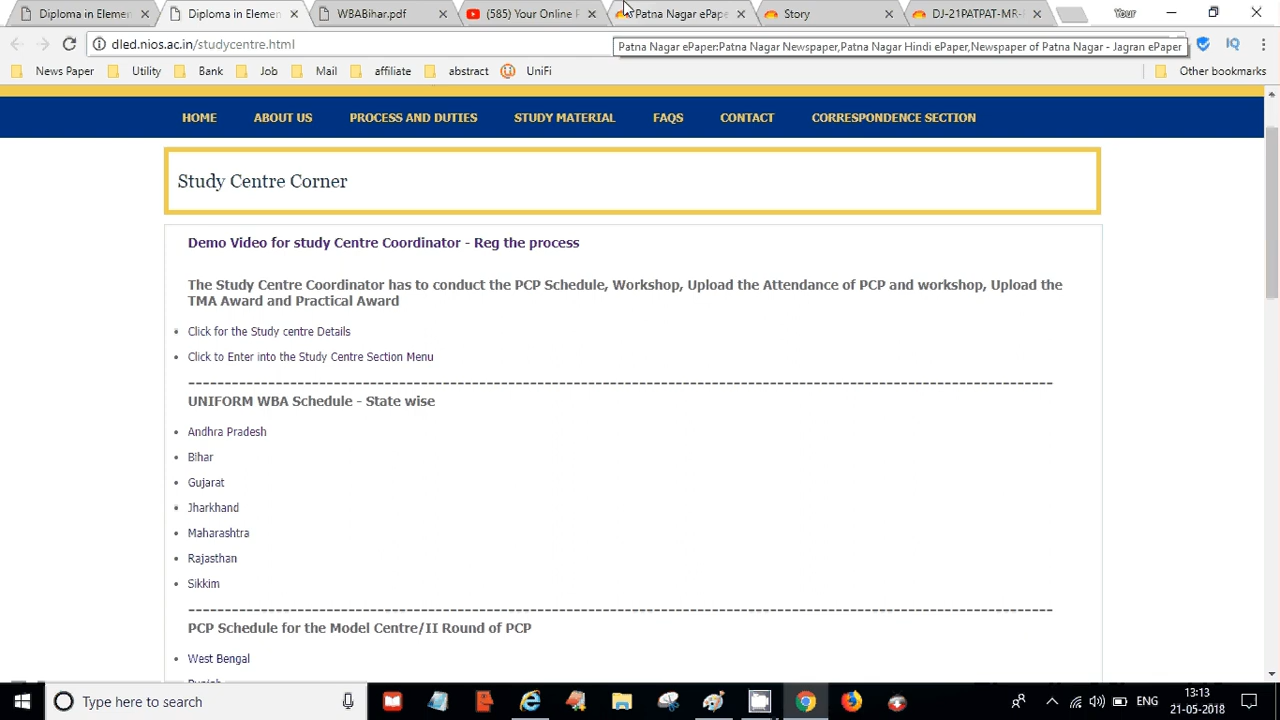 Diploma in Elemen
Diploma in Elemen
WBABihar.pdf
(585) Your Online P
Patna Nagar ePape
Story
DJ-21PATPAT-MR-
Your
dled.nios.ac.in/studycentre.html
Patna Nagar ePaper:Patna Nagar Newspaper,Patna Nagar Hindi ePaper,Newspaper of Patna Nagar - Jagran ePaper
News Paper
Utility
Bank
Job
Mail
affiliate
abstract
UniFi
Other bookmarks
HOME
ABOUT US
PROCESS AND DUTIES
STUDY MATERIAL
FAQS
CONTACT
CORRESPONDENCE SECTION
Study Centre Corner
Demo Video for study Centre Coordinator - Reg the process
The Study Centre Coordinator has to conduct the PCP Schedule, Workshop, Upload the Attendance of PCP and workshop, Upload the
TMA Award and Practical Award
Click for the Study centre Details
Click to Enter into the Study Centre Section Menu
UNIFORM WBA Schedule - State wise
Andhra Pradesh
Bihar
Gujarat
Jharkhand
Maharashtra
Rajasthan
Sikkim
PCP Schedule for the Model Centre/II Round of PCP
West Bengal
Type here to search
ENG
13:13
21-05-2018